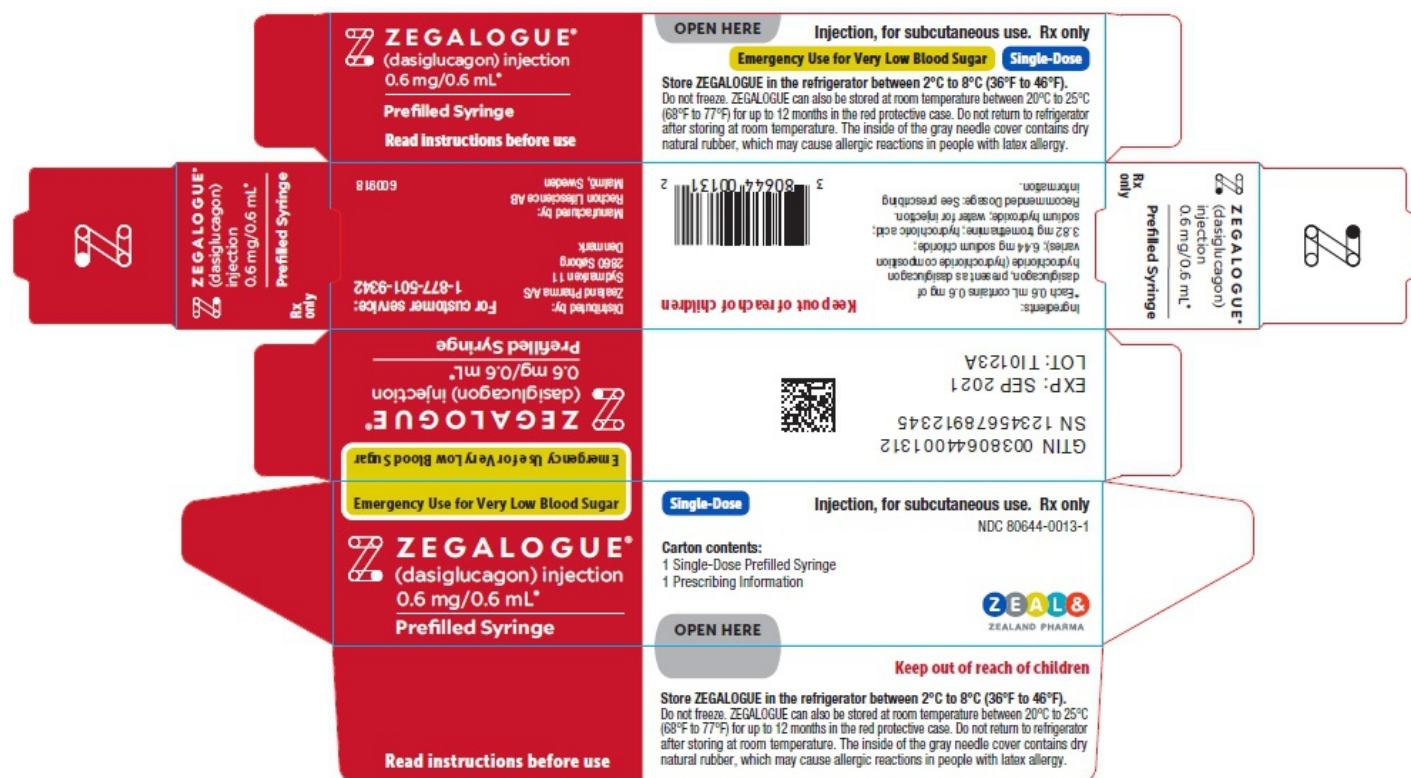 ZEGALOGUE®
(dasiglucagon) injection
0.6 mg/0.6 mL*
Prefilled Syringe
Read instructions before use
OPEN HERE
Injection, for subcutaneous use. Rx only
Emergency Use for Very Low Blood Sugar
Single-Dose
Store ZEGALOGUE in the refrigerator between 2°C to 8°C (36°F to 46°F).
Do not freeze. ZEGALOGUE can also be stored at room temperature between 20°C to 25°C
(68°F to 77°F) for up to 12 months in the red protective case. Do not return to refrigerator
after storing at room temperature. The inside of the gray needle cover contains dry
natural rubber, which may cause allergic reactions in people with latex allergy.
ZEGALOGUE®
(dasiglucagon)
injection
0.6 mg/0.6 mL*
Prefilled Syringe
Rx
only
Distributed by:
Zealand Pharma A/S
Sydmarken 11
2860 Søborg
Denmark
For customer service:
1-877-501-9342
Manufactured by:
Rechon Lifescience AB
Malmö, Sweden
600918
Keep out of reach of children
3 80644 00131 2
Ingredients:
*Each 0.6 mL contains 0.6 mg of
dasiglucagon, present as dasiglucagon
hydrochloride (hydrochloride composition
varies); 6.44 mg sodium chloride;
3.82 mg tromethamine; hydrochloric acid;
sodium hydroxide; water for injection.
Recommended Dosage: See prescribing
information.
Rx
only
ZEGALOGUE®
(dasiglucagon)
injection
0.6 mg/0.6 mL*
Prefilled Syringe
Emergency Use for Very Low Blood Sugar
ZEGALOGUE®
(dasiglucagon) injection
0.6 mg/0.6 mL*
Prefilled Syringe
GTIN 00380644001312
SN 12345678912345
EXP: SEP 2021
LOT: TI0123A
Emergency Use for Very Low Blood Sugar
ZEGALOGUE®
(dasiglucagon) injection
0.6 mg/0.6 mL*
Prefilled Syringe
Single-Dose
Injection, for subcutaneous use. Rx only
NDC 80644-0013-1
Carton contents:
1 Single-Dose Prefilled Syringe
1 Prescribing Information
ZEAL&
ZEALAND PHARMA
OPEN HERE
Keep out of reach of children
Store ZEGALOGUE in the refrigerator between 2°C to 8°C (36°F to 46°F).
Do not freeze. ZEGALOGUE can also be stored at room temperature between 20°C to 25°C
(68°F to 77°F) for up to 12 months in the red protective case. Do not return to refrigerator
after storing at room temperature. The inside of the gray needle cover contains dry
natural rubber, which may cause allergic reactions in people with latex allergy.
Read instructions before use